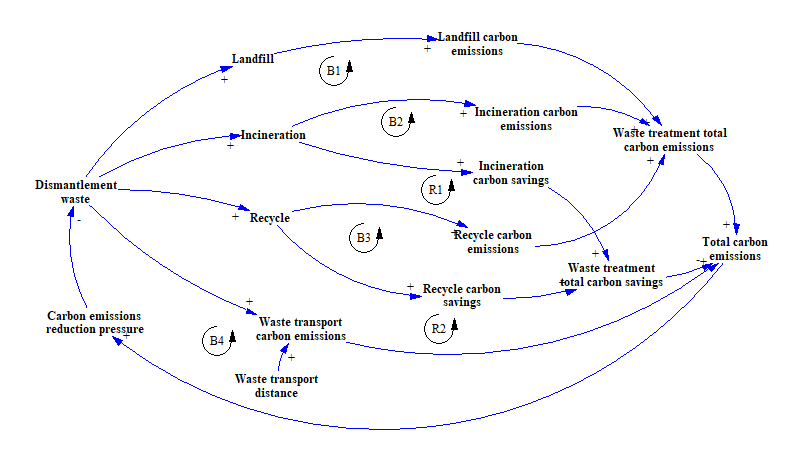 Landfill carbon
emissions
+
Landfill
+
B1
Incineration carbon
emissions
+
B2
Incineration
+
Waste treatment total
carbon emissions
+
+
+
Incineration
carbon savings
+
R1
Dismantlement
waste
-
Recycle
+
Recycle carbon
emissions
+
B3
Total carbon
emissions
+
-
+
Waste treatment
total carbon savings
+
+
Recycle carbon
savings
+
R2
Carbon emissions
reduction pressure
+
B4
Waste transport
carbon emissions
+
+
Waste transport
distance